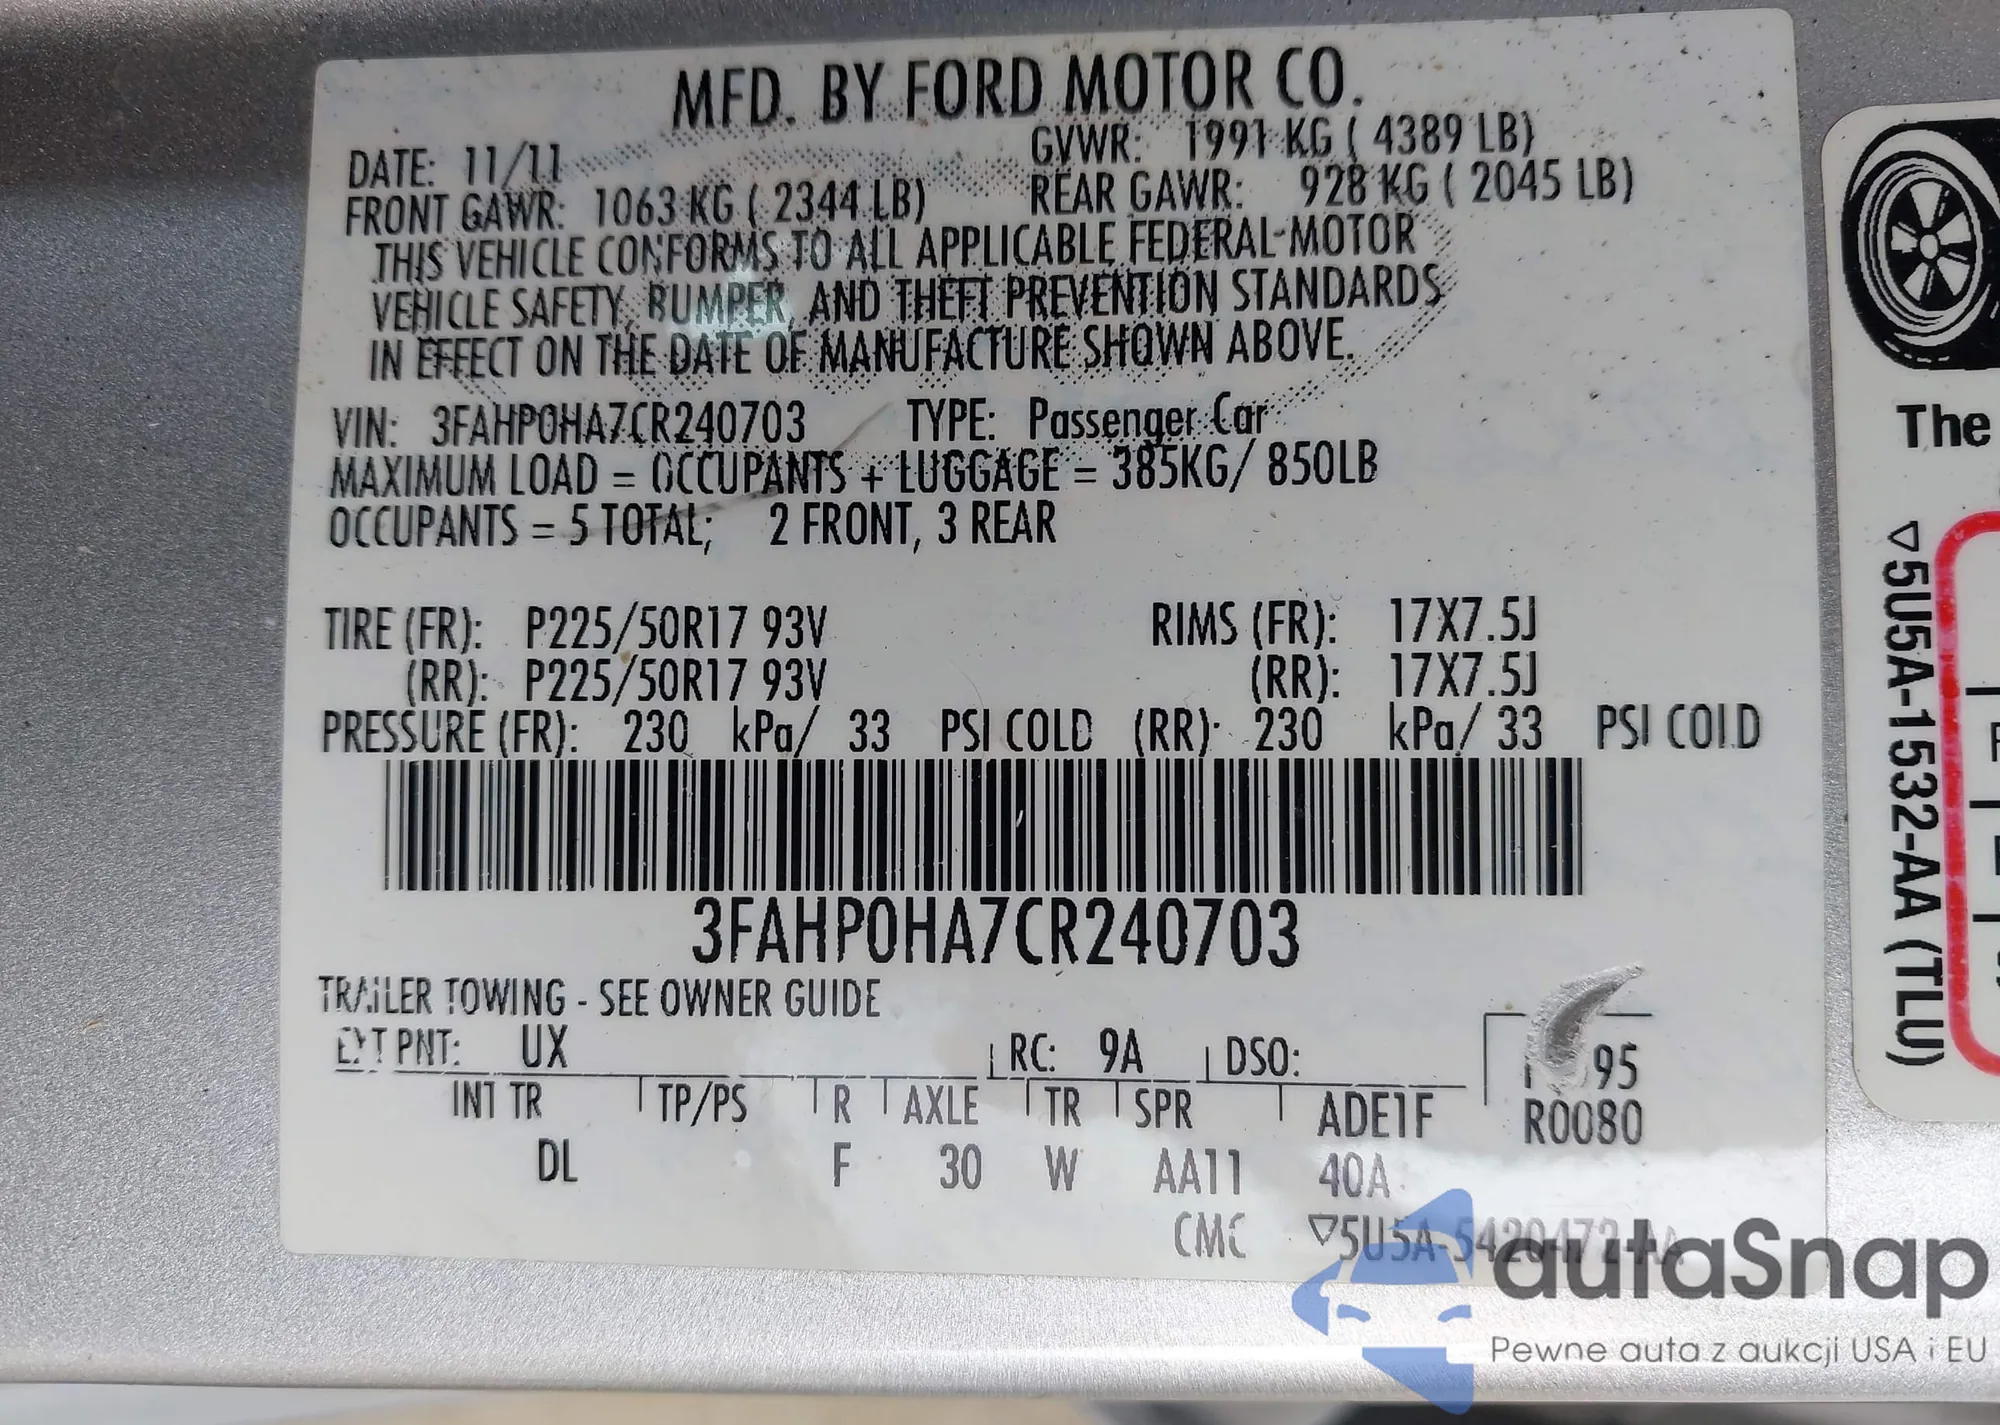 MFD. BY FORD MOTOR CO.
DATE: 11/11 GVWR: 1991 KG ( 4389 LB)
FRONT GAWR: 1063 KG ( 2344 LB) REAR GAWR: 928 KG ( 2045 LB)
THIS VEHICLE CONFORMS TO ALL APPLICABLE FEDERAL MOTOR
VEHICLE SAFETY, BUMPER, AND THEFT PREVENTION STANDARDS
IN EFFECT ON THE DATE OF MANUFACTURE SHOWN ABOVE.
VIN: 3FAHP0HA7CR240703 TYPE: Passenger Car
MAXIMUM LOAD = OCCUPANTS + LUGGAGE = 385KG/ 850LB
OCCUPANTS = 5 TOTAL; 2 FRONT, 3 REAR
TIRE (FR): P225/50R17 93V RIMS (FR): 17X7.5J
(RR): P225/50R17 93V (RR): 17X7.5J
PRESSURE (FR): 230 kPa/ 33 PSI COLD (RR): 230 kPa/ 33 PSI COLD
3FAHP0HA7CR240703
TRAILER TOWING - SEE OWNER GUIDE
EXT PNT: UX RC: 9A DSO: 95
INT TR TP/PS R AXLE TR SPR ADE1F R0080
DL F 30 W AA11 40A
CMC ▽5U5A-5420472-AA
The
▽5U5A-1532-AA (TLU)
autaSnap
Pewne auta z aukcji USA i EU